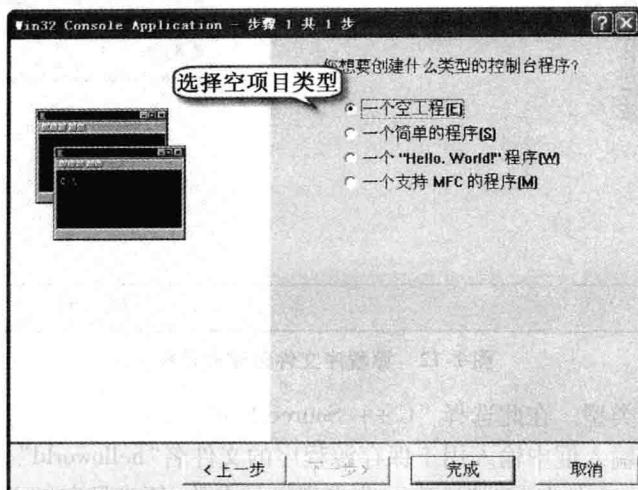 Win32 Console Application - 步骤 1 共 1 步
您想要创建什么类型的控制台程序?
选择空项目类型
一个空工程(E)
一个简单的程序(S)
一个 "Hello, World!" 程序(W)
一个支持 MFC 的程序(M)
C:\
<上一步
下一步>
完成
取消